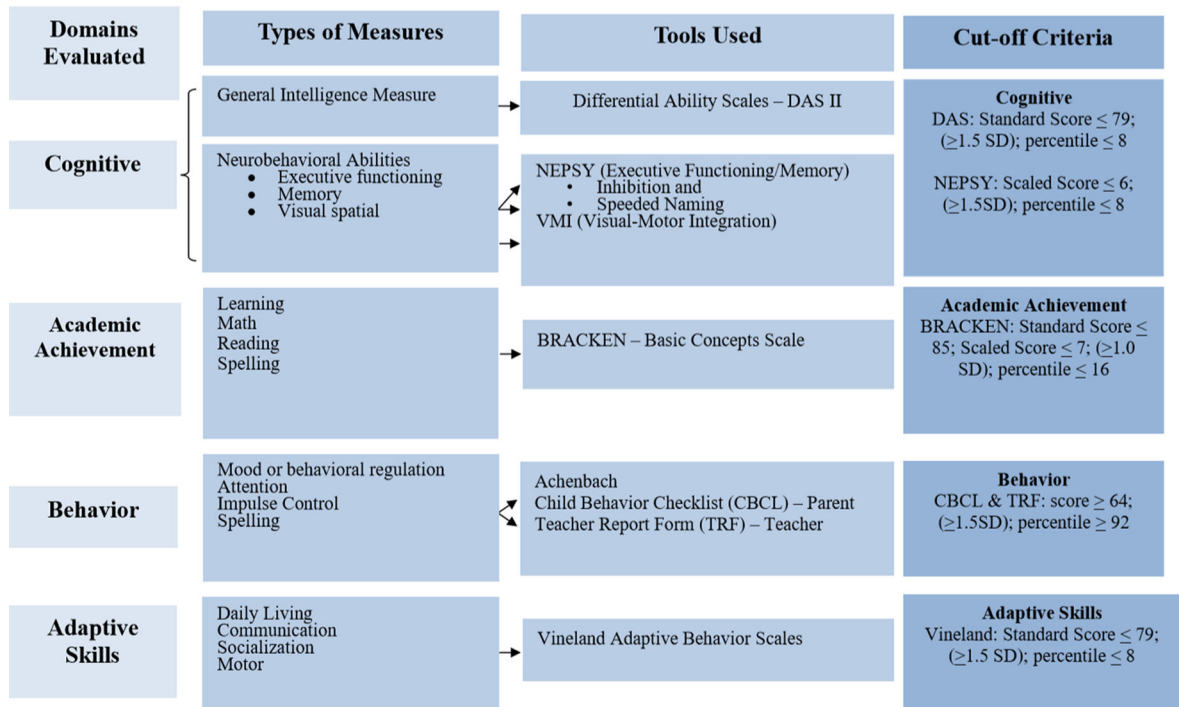 Domains
Evaluated
Types of Measures
Tools Used
Cut-off Criteria
Cognitive
General Intelligence Measure
Differential Ability Scales – DAS II
Neurobehavioral Abilities
● Executive functioning
● Memory
● Visual spatial
NEPSY (Executive Functioning/Memory)
• Inhibition and
• Speeded Naming
VMI (Visual-Motor Integration)
Cognitive
DAS: Standard Score ≤ 79;
(≥1.5 SD); percentile ≤ 8
NEPSY: Scaled Score ≤ 6;
(≥1.5SD); percentile ≤ 8
Academic
Achievement
Learning
Math
Reading
Spelling
BRACKEN – Basic Concepts Scale
Academic Achievement
BRACKEN: Standard Score ≤
85; Scaled Score ≤ 7; (≥1.0
SD); percentile ≤ 16
Behavior
Mood or behavioral regulation
Attention
Impulse Control
Spelling
Achenbach
Child Behavior Checklist (CBCL) – Parent
Teacher Report Form (TRF) – Teacher
Behavior
CBCL & TRF: score ≥ 64;
(≥1.5SD); percentile ≥ 92
Adaptive
Skills
Daily Living
Communication
Socialization
Motor
Vineland Adaptive Behavior Scales
Adaptive Skills
Vineland: Standard Score ≤ 79;
(≥1.5 SD); percentile ≤ 8